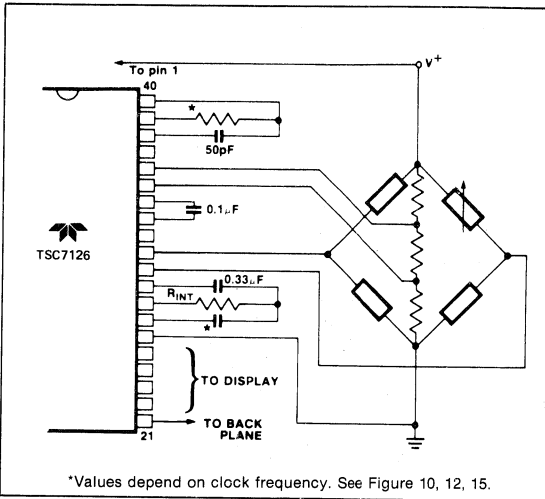 V+
To pin 1
40
*
50pF
0.1μF
TSC7126
0.33μF
RINT
*
TO DISPLAY
TO BACK
PLANE
21
*Values depend on clock frequency. See Figure 10, 12, 15.